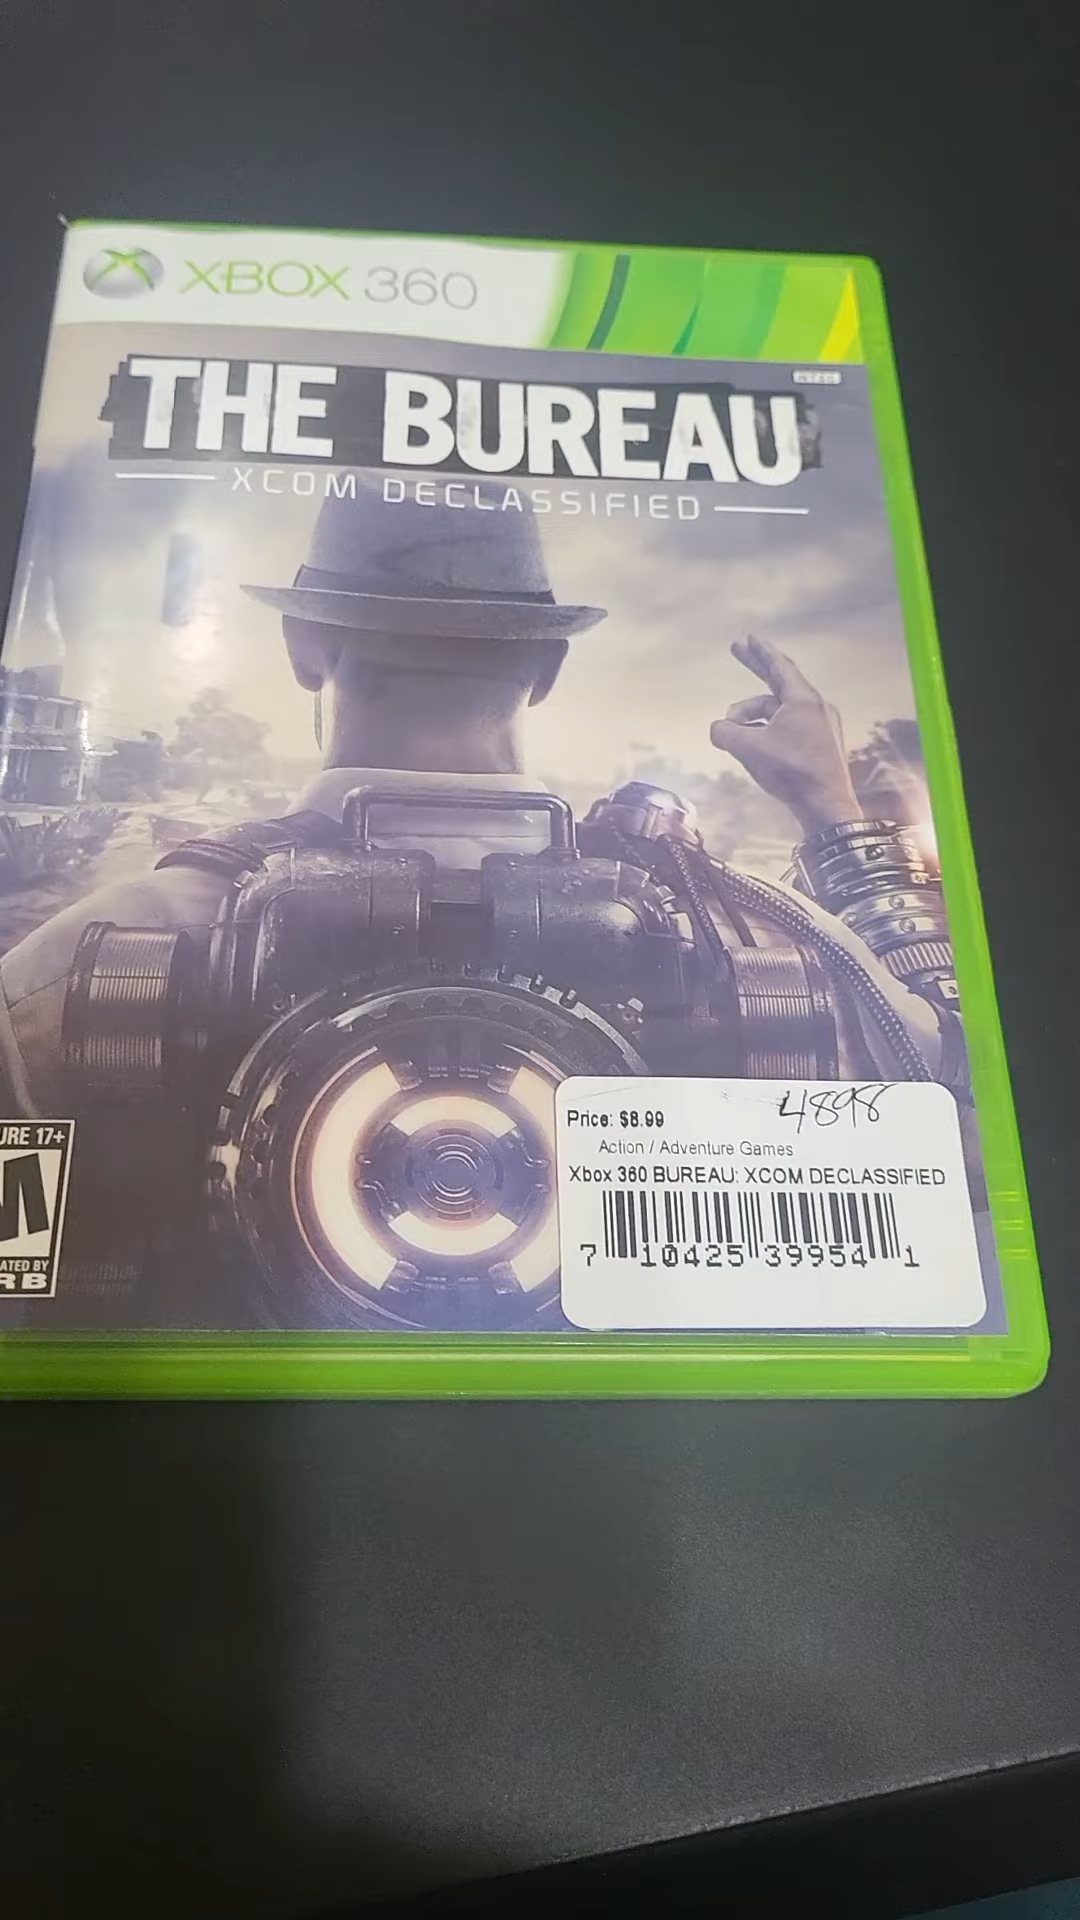 XBOX 360
NTSC
THE BUREAU
XCOM DECLASSIFIED
URE 17+
M
ATED BY
RB
4898
Price: $8.99
Action / Adventure Games
Xbox 360 BUREAU: XCOM DECLASSIFIED
7 10425 39954 1